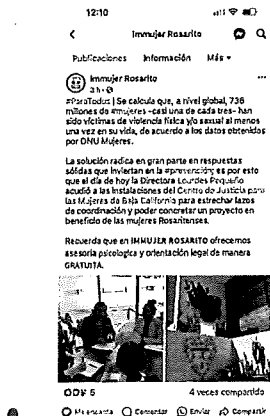 12:10
Immujer Rosarito
Publicaciones Información Más
Immujer Rosarito
3 h
#ParaTodas | Se calcula que, a nivel global, 736
millones de #mujeres -casi una de cada tres- han
sido víctimas de violencia física y/o sexual al menos
una vez en su vida, de acuerdo a los datos obtenidos
por ONU Mujeres.
La solución radica en gran parte en respuestas
sólidas que inviertan en la #prevención; es por esto
que el día de hoy la Directora Lourdes Pequeño
acudió a las instalaciones del Centro de Justicia para
las Mujeres de Baja California para estrechar lazos
de coordinación y poder concretar un proyecto en
beneficio de las mujeres Rosaritenses.
Recuerda que en IMMUJER ROSARITO ofrecemos
asesoría psicologica y orientación legal de manera
GRATUITA.
5 4 veces compartido
Me encanta Comentar Enviar Compartir